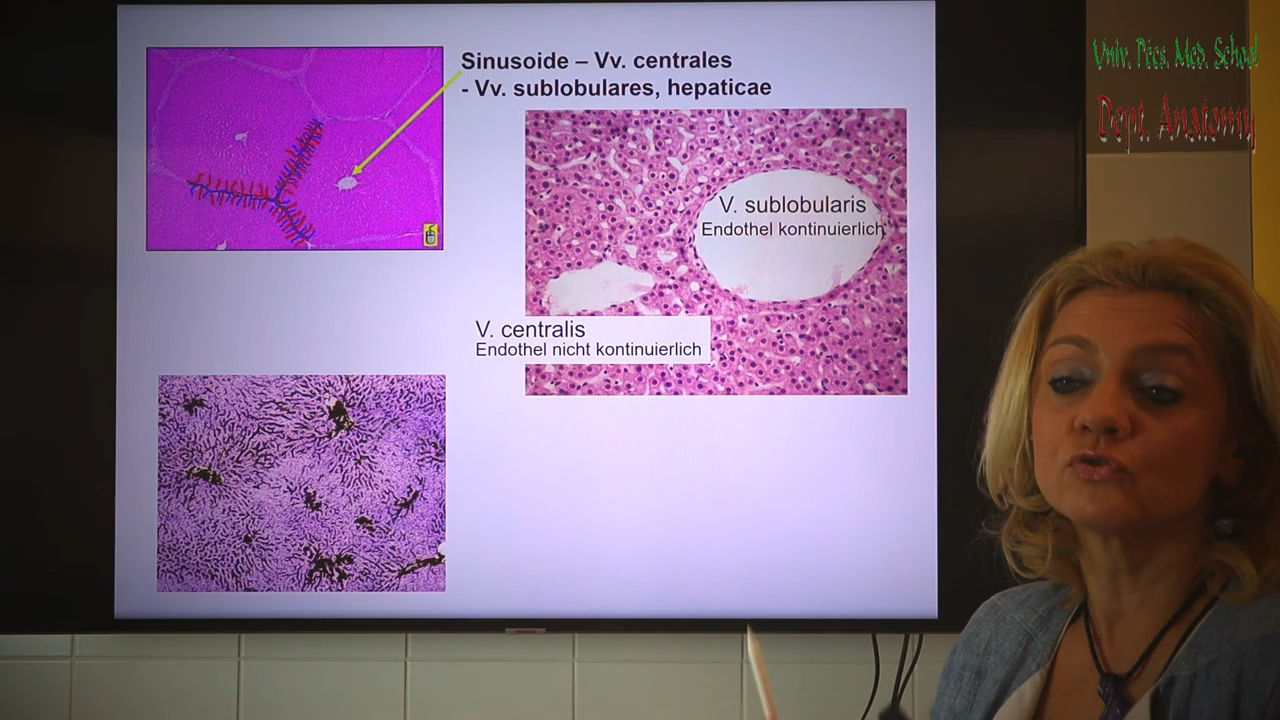 Sinusoide – Vv. centrales
- Vv. sublobulares, hepaticae
V. sublobularis
Endothel kontinuierlich
V. centralis
Endothel nicht kontinuierlich
Univ. Pécs. Med. School
Dept. Anatomy